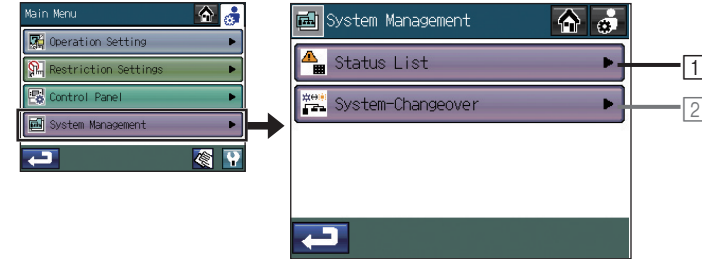 Main Menu
Operation Setting
Restriction Settings
Control Panel
System Management
System Management
Status List
System-Changeover
1
2